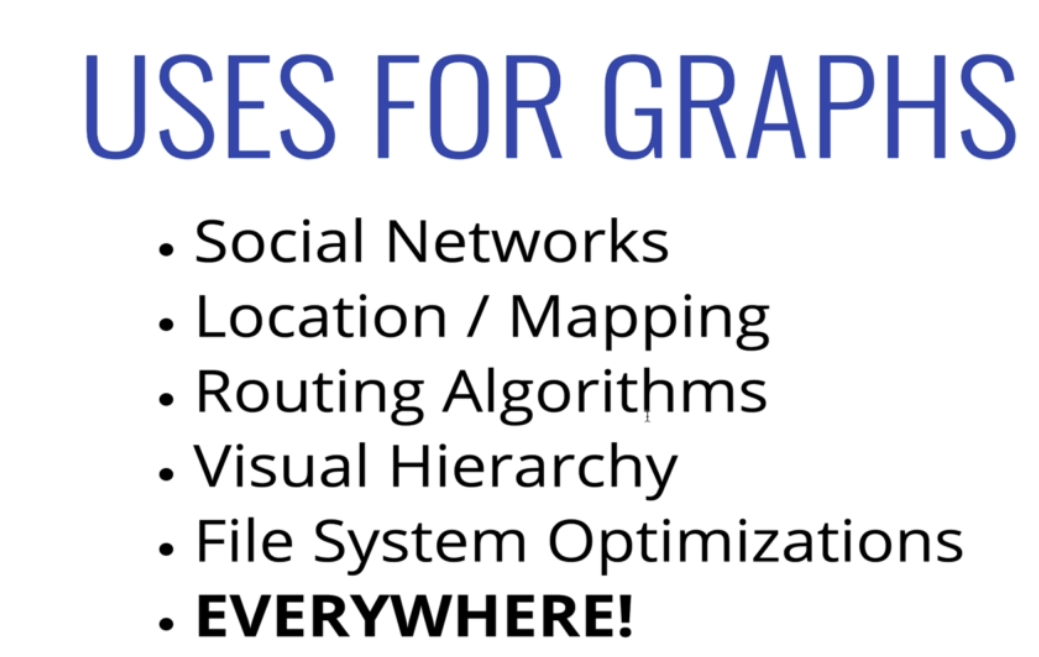 USES FOR GRAPHS
• Social Networks
• Location / Mapping
• Routing Algorithms
• Visual Hierarchy
• File System Optimizations
• EVERYWHERE!